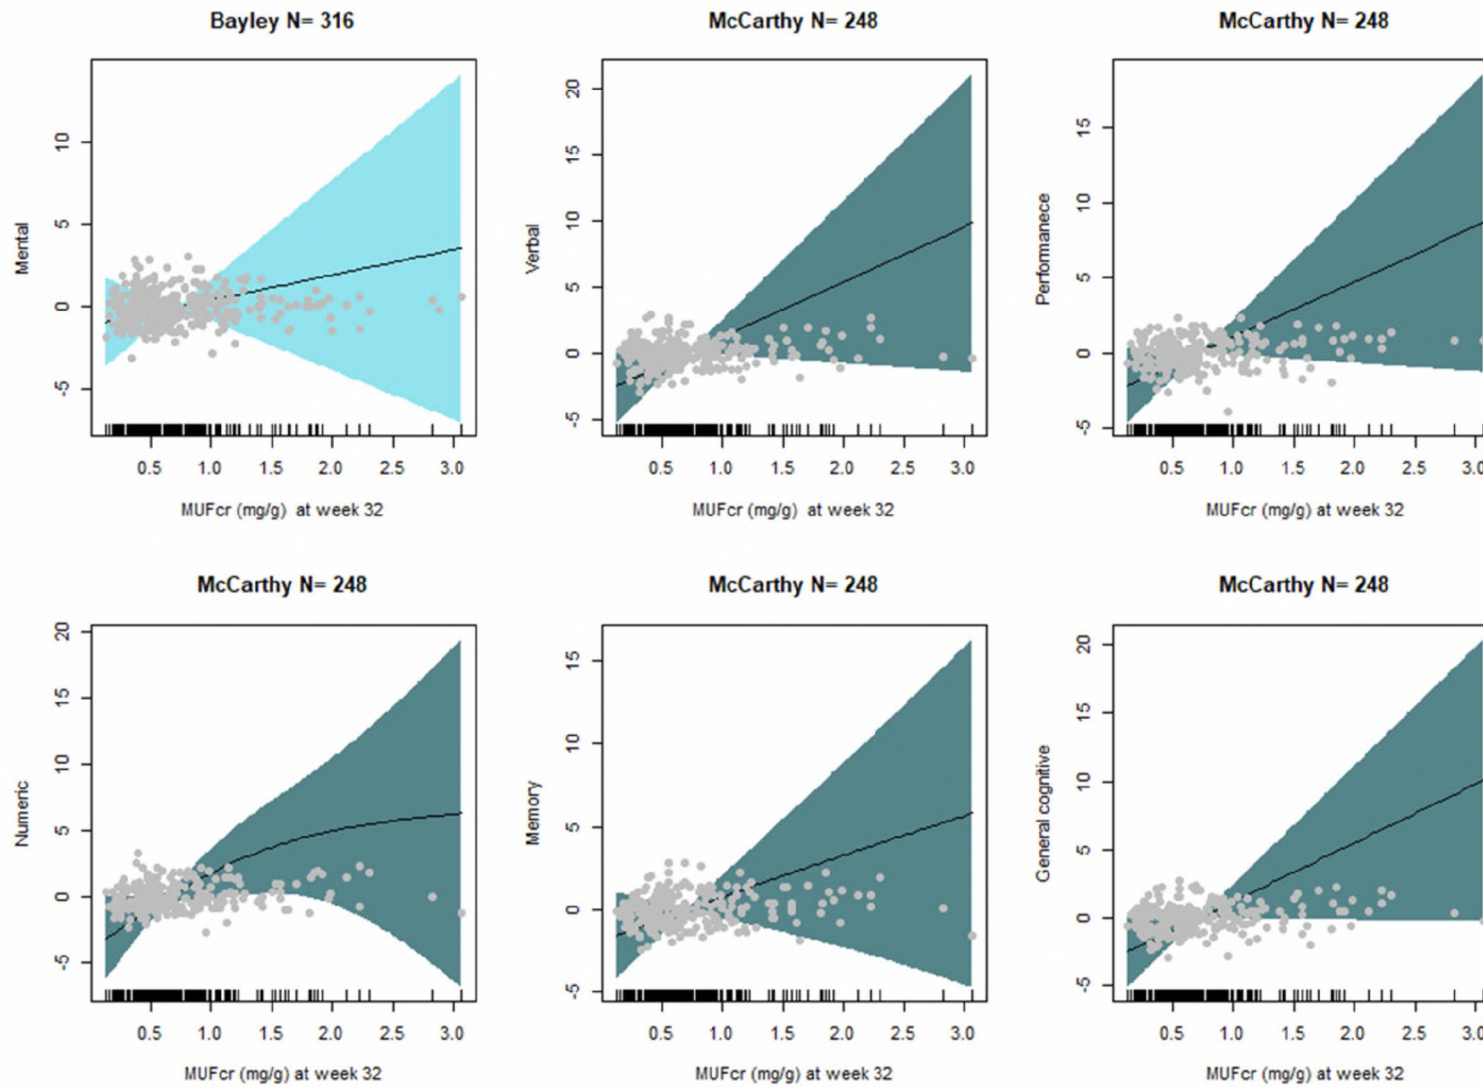 Bayley N= 316
McCarthy N= 248
McCarthy N= 248
Mental
10
5
0
-5
0.5 1.0 1.5 2.0 2.5 3.0
MUFcr (mg/g) at week 32
Verbal
20
15
10
5
0
-5
0.5 1.0 1.5 2.0 2.5 3.0
MUFcr (mg/g) at week 32
Performanece
15
10
5
0
-5
0.5 1.0 1.5 2.0 2.5 3.0
MUFcr (mg/g) at week 32
McCarthy N= 248
McCarthy N= 248
McCarthy N= 248
Numeric
20
15
10
5
0
-5
0.5 1.0 1.5 2.0 2.5 3.0
MUFcr (mg/g) at week 32
Memory
15
10
5
0
-5
0.5 1.0 1.5 2.0 2.5 3.0
MUFcr (mg/g) at week 32
General cognitive
20
15
10
5
0
-5
0.5 1.0 1.5 2.0 2.5 3.0
MUFcr (mg/g) at week 32